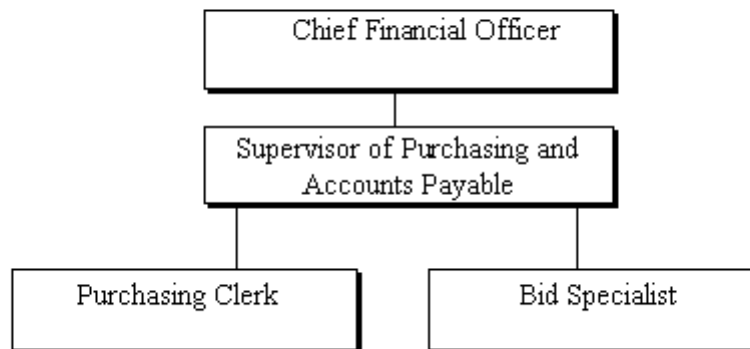 Chief Financial Officer
Supervisor of Purchasing and
Accounts Payable
Purchasing Clerk
Bid Specialist